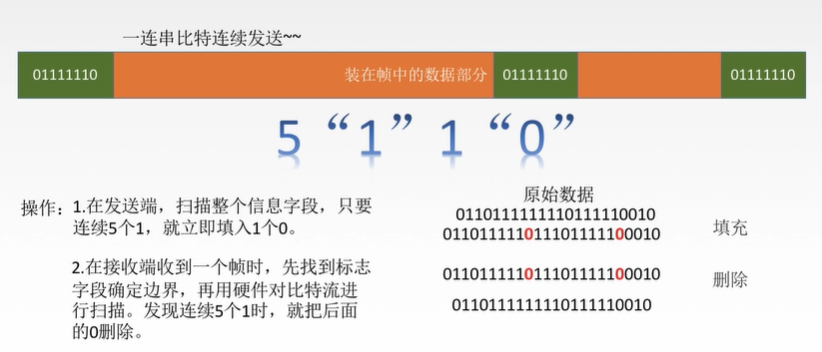 一连串比特连续发送~~
01111110 装在帧中的数据部分 01111110 01111110
5 “1” 1 “0”
操作：1.在发送端，扫描整个信息字段，只要
连续5个1，就立即填入1个0。
2.在接收端收到一个帧时，先找到标志
字段确定边界，再用硬件对比特流进
行扫描。发现连续5个1时，就把后面
的0删除。
原始数据
0110111111110111110010
011011111011101111100010 填充
011011111011101111100010 删除
0110111111110111110010